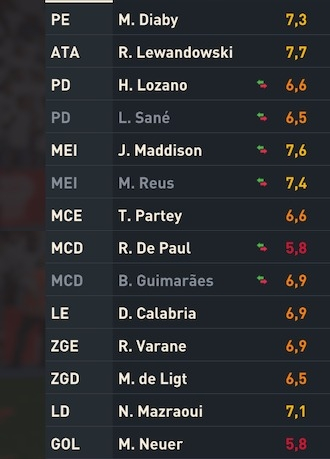 PE M. Diaby 7,3
ATA R. Lewandowski 7,7
PD H. Lozano 6,6
PD L. Sané 6,5
MEI J. Maddison 7,6
MEI M. Reus 7,4
MCE T. Partey 6,6
MCD R. De Paul 5,8
MCD B. Guimarães 6,9
LE D. Calabria 6,9
ZGE R. Varane 6,9
ZGD M. de Ligt 6,5
LD N. Mazraoui 7,1
GOL M. Neuer 5,8